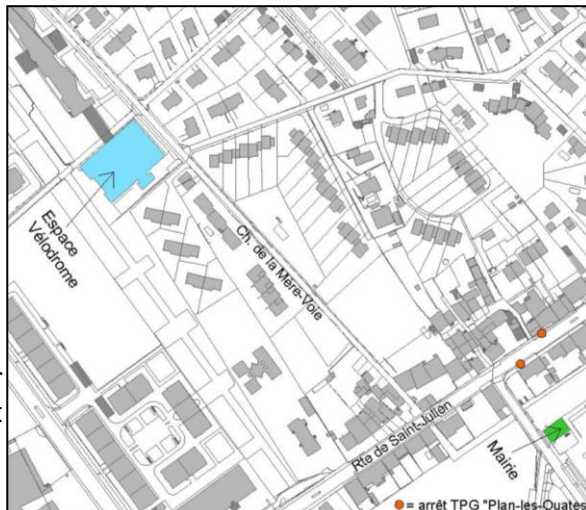 Espace
Vélodrome
Ch. de la Mère-Voie
Rte de Saint-Julien
Mairie
= arrêt TPG "Plan-les-Ouates